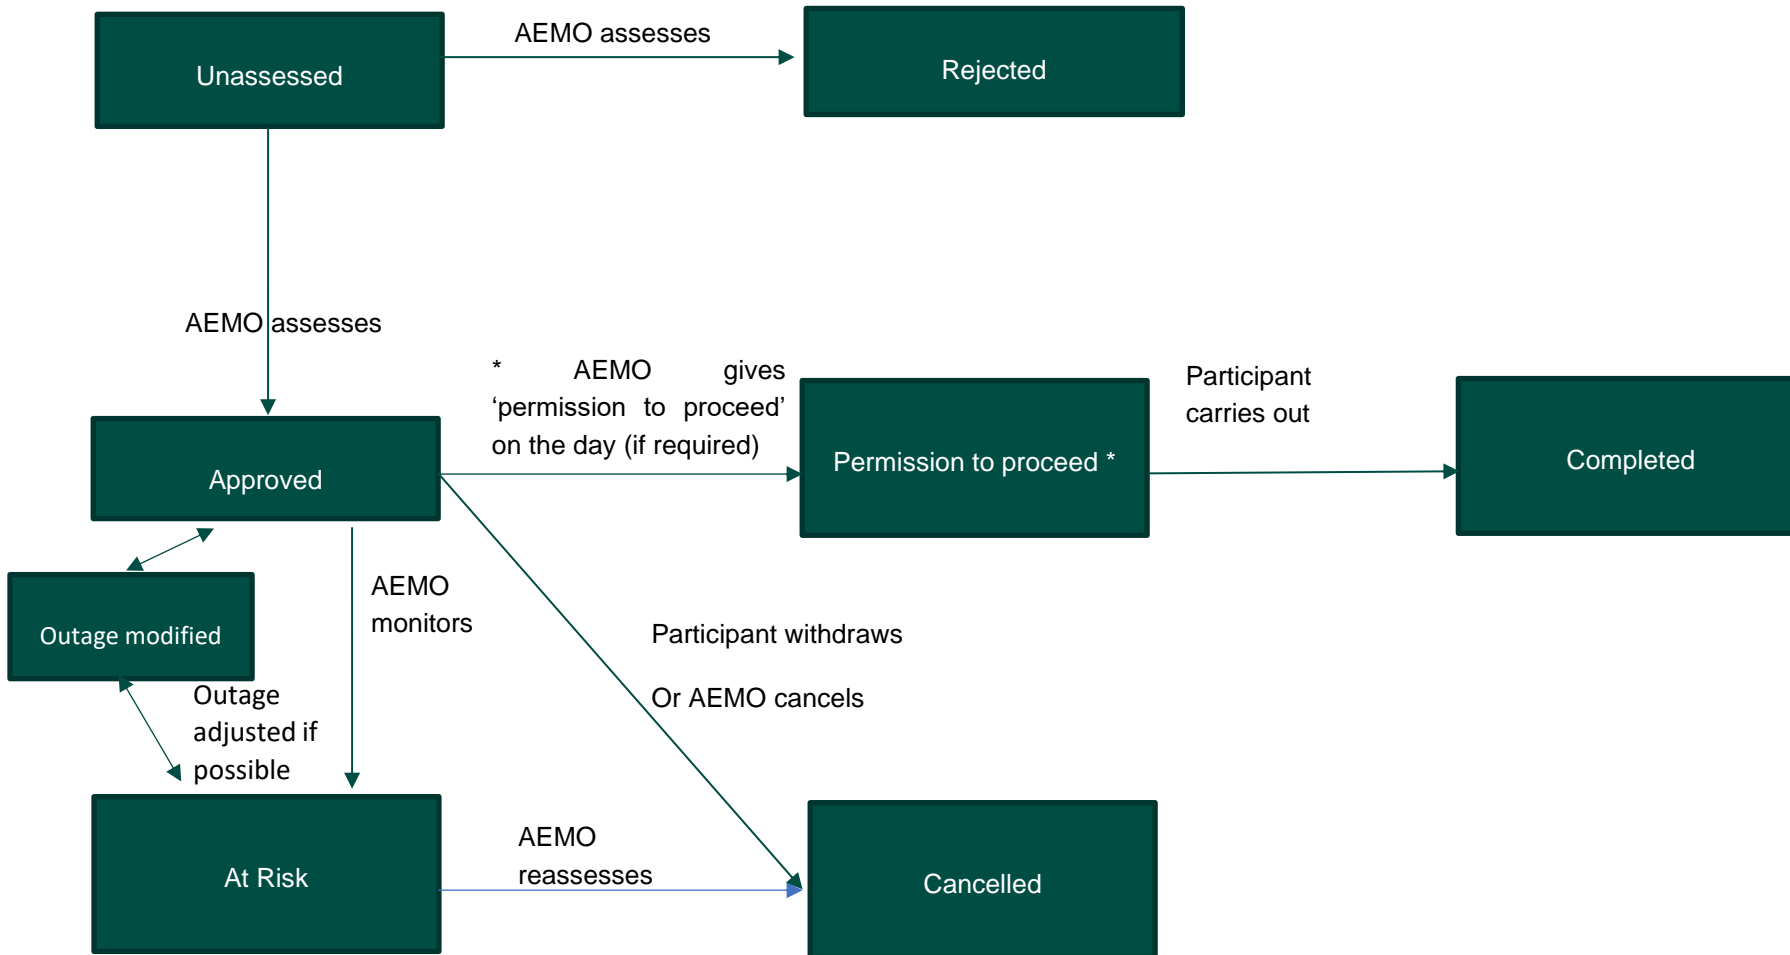 AEMO assesses
Unassessed
Rejected
AEMO assesses
* AEMO gives
‘permission to proceed’
on the day (if required)
Participant
carries out
Approved
Permission to proceed *
Completed
Outage modified
AEMO
monitors
Participant withdraws
Or AEMO cancels
Outage
adjusted if
possible
AEMO
reassesses
At Risk
Cancelled